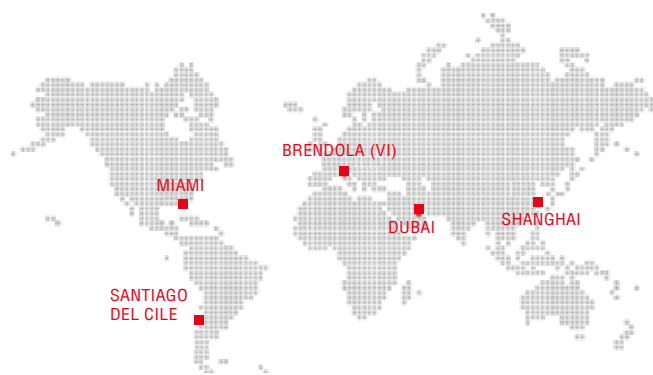 BRENDOLA (VI)
MIAMI
DUBAI
SHANGHAI
SANTIAGO
DEL CILE